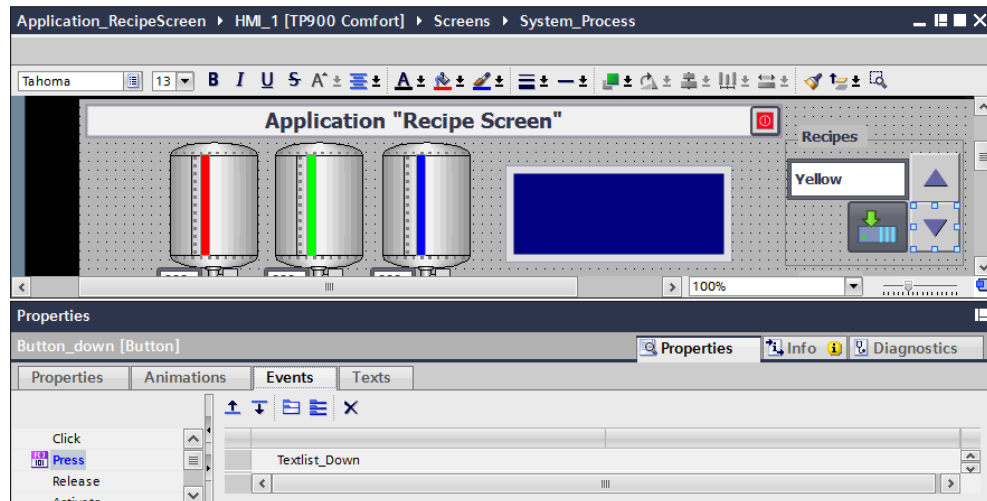 Application_RecipeScreen ▸ HMI_1 [TP900 Comfort] ▸ Screens ▸ System_Process
Tahoma 13 B I U S A A
Application "Recipe Screen"
Recipes
Yellow
100%
Properties
Button_down [Button]
Properties Info Diagnostics
Properties Animations Events Texts
Click
Press
Textlist_Down
Release
Activate